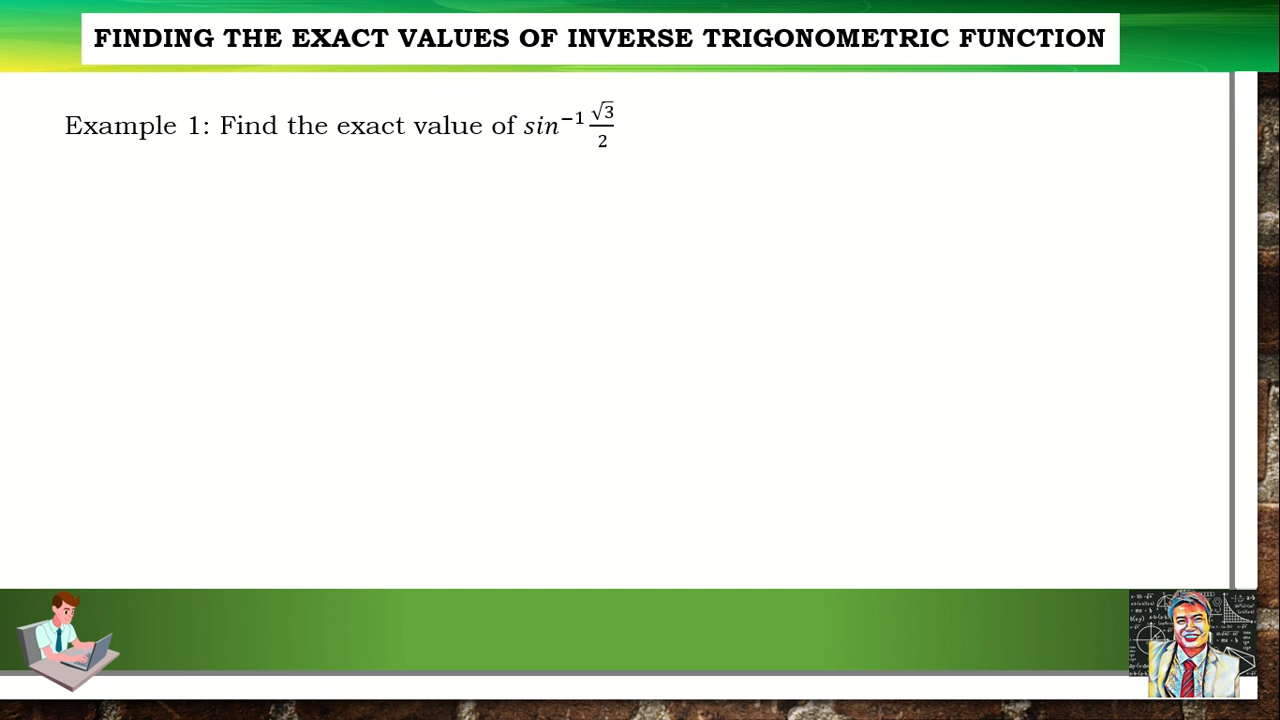 FINDING THE EXACT VALUES OF INVERSE TRIGONOMETRIC FUNCTION
Example 1: Find the exact value of sin⁻¹ √3/2